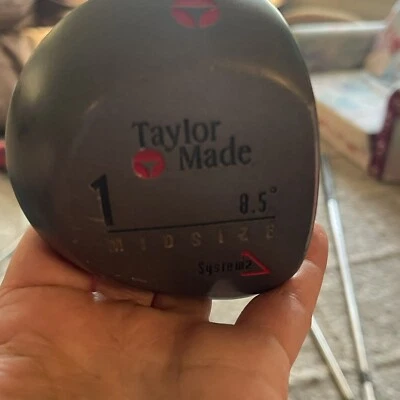 Taylor
Made
1 8.5°
MIDSIZE
System2